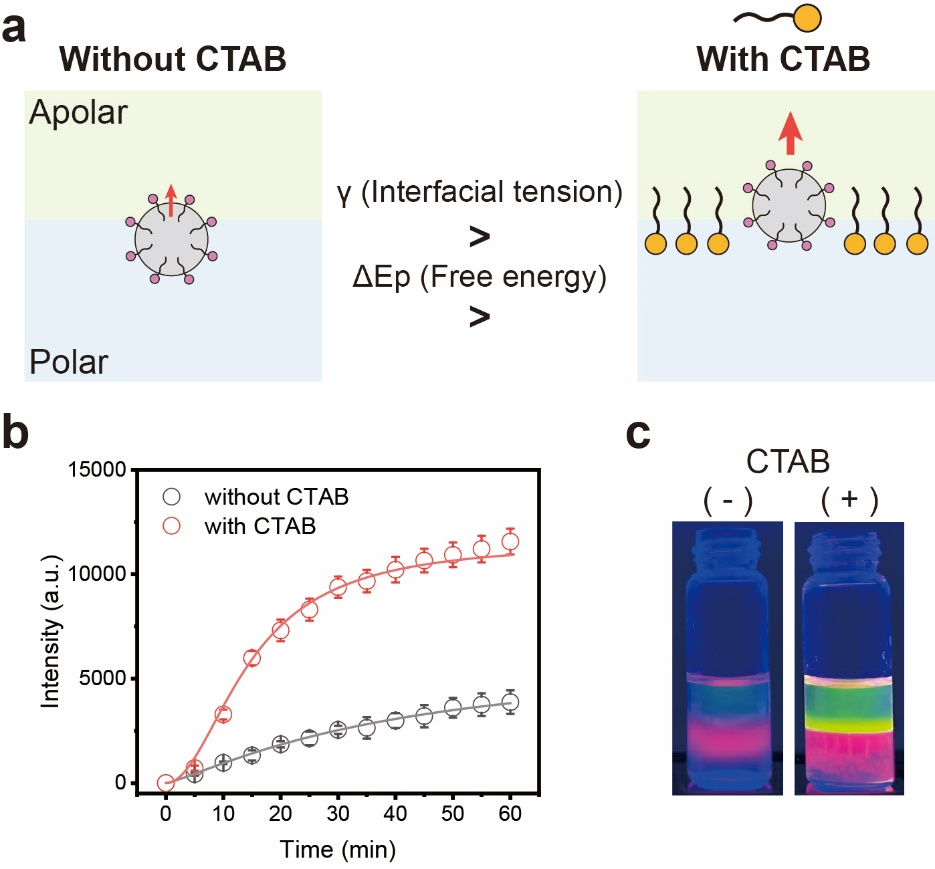 a
Without CTAB
With CTAB
Apolar
Polar
γ (Interfacial tension)
>
ΔEp (Free energy)
>
b
15000
10000
5000
0
Intensity (a.u.)
without CTAB
with CTAB
0 10 20 30 40 50 60
Time (min)
c
CTAB
( - ) ( + )